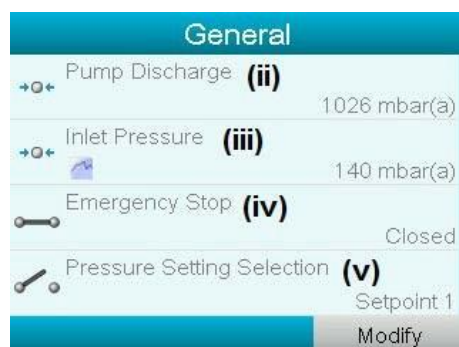 General
Pump Discharge (ii)
1026 mbar(a)
Inlet Pressure (iii)
140 mbar(a)
Emergency Stop (iv)
Closed
Pressure Setting Selection (v)
Setpoint 1
Modify